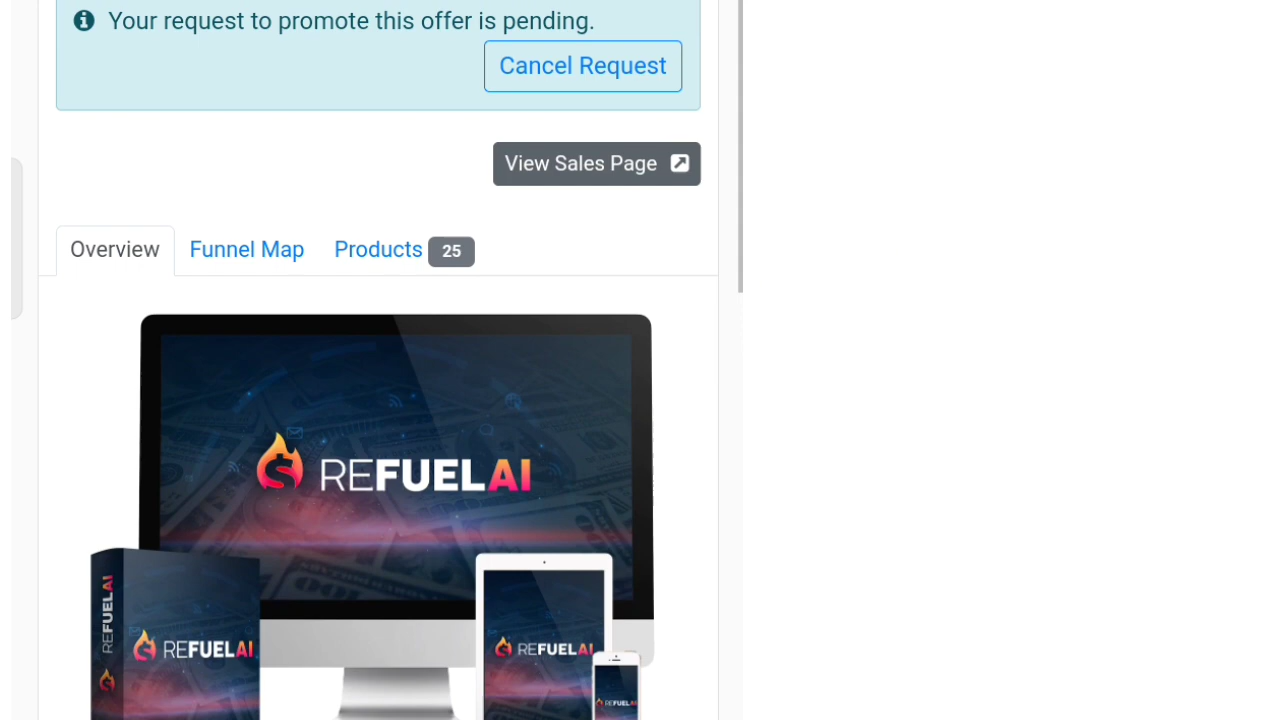 Your request to promote this offer is pending.
Cancel Request
View Sales Page
Overview Funnel Map Products 25
REFUELAI
REFUELAI
REFUELAI
REFUELAI
REFUELAI